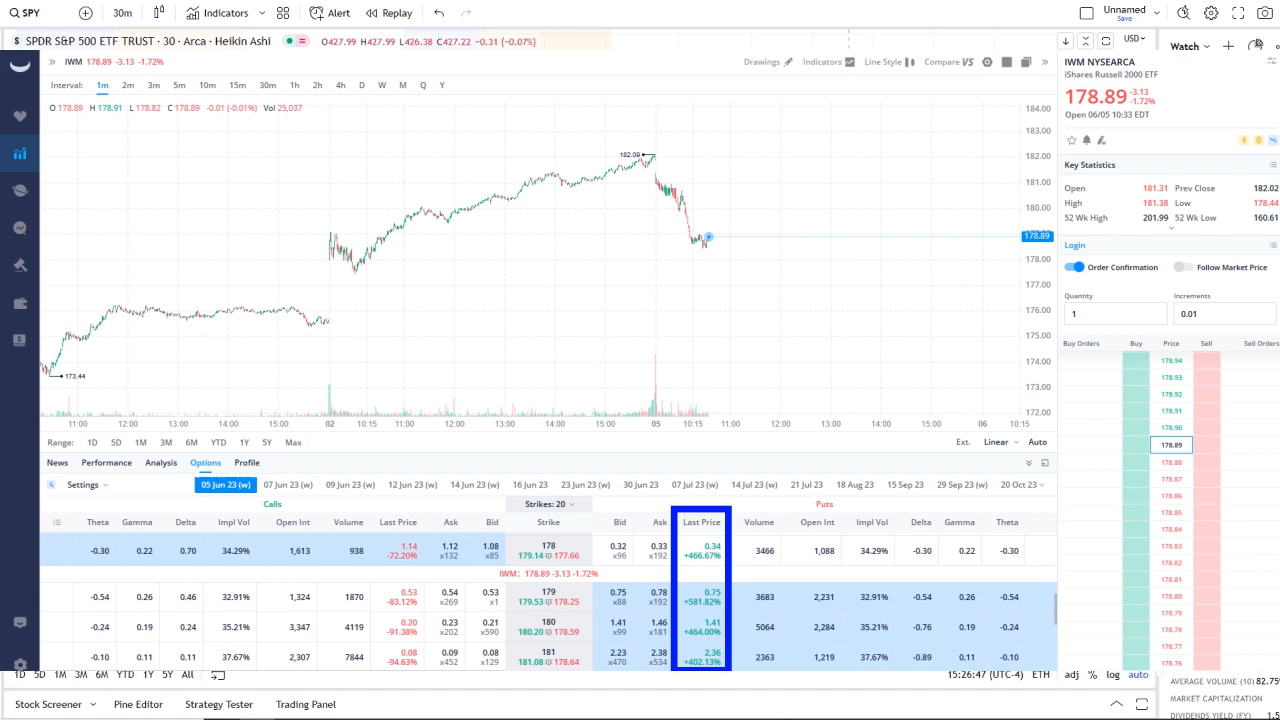 SPY
30m
Indicators
Alert
Replay
Unnamed
Save
$ SPDR S&P 500 ETF TRUST · 30 · Arca · Heikin Ashi
O427.99 H427.99 L426.38 C427.22 −0.31 (−0.07%)
USD
Watch
IWM 178.89 -3.13 -1.72%
Drawings
Indicators
Line Style
Compare VS
Interval: 1m 2m 3m 5m 10m 15m 30m 1h 2h 4h D W M Q Y
O 178.89 H 178.91 L 178.82 C 178.89 -0.01 (-0.01%) Vol 25,037
184.00
183.00
182.00
181.00
180.00
178.89
178.00
177.00
176.00
175.00
174.00
173.00
172.00
182.09
173.44
11:00 12:00 13:00 14:00 15:00 02 10:15 11:00 12:00 13:00 14:00 15:00 05 10:15 11:00 12:00 13:00 14:00 15:00 06 10:15
Range: 1D 5D 1M 3M 6M YTD 1Y 5Y Max
Ext. Linear Auto
News Performance Analysis Options Profile
Settings
05 Jun 23 (w) 07 Jun 23 (w) 09 Jun 23 (w) 12 Jun 23 (w) 14 Jun 23 (w) 16 Jun 23 23 Jun 23 (w) 30 Jun 23 07 Jul 23 (w) 14 Jul 23 (w) 21 Jul 23 18 Aug 23 15 Sep 23 29 Sep 23 (w) 20 Oct 23
Calls
Strikes: 20
Puts
Theta Gamma Delta Impl Vol Open Int Volume Last Price Ask Bid Strike Bid Ask Last Price Volume Open Int Impl Vol Delta Gamma Theta
-0.30 0.22 0.70 34.29% 1,613 938 1.14 1.12 1.08 178 0.32 0.33 0.34 3466 1,088 34.29% -0.30 0.22 -0.30
-72.20% x132 x85 179.14 177.66 x96 x192 +466.67%
IWM: 178.89 -3.13 -1.72%
-0.54 0.26 0.46 32.91% 1,324 1870 0.53 0.54 0.53 179 0.75 0.78 0.75 3683 2,231 32.91% -0.54 0.26 -0.54
-83.12% x269 x1 179.53 178.25 x88 x192 +581.82%
-0.24 0.19 0.24 35.21% 3,347 4119 0.20 0.23 0.21 180 1.41 1.46 1.41 5064 2,284 35.21% -0.76 0.19 -0.24
-91.38% x202 x590 180.20 178.59 x99 x181 +464.00%
-0.10 0.11 0.11 37.67% 2,307 7844 0.08 0.09 0.08 181 2.23 2.38 2.36 2363 1,219 37.67% -0.89 0.11 -0.10
-94.63% x452 x129 181.08 178.64 x470 x534 +402.13%
IWM NYSEARCA
iShares Russell 2000 ETF
178.89 -3.13
-1.72%
Open 06/05 10:33 EDT
Key Statistics
Open 181.31 Prev Close 182.02
High 181.38 Low 178.44
52 Wk High 201.99 52 Wk Low 160.61
Login
Order Confirmation
Follow Market Price
Quantity Increments
1 0.01
Buy Orders Buy Price Sell Sell Orders
178.94
178.93
178.92
178.91
178.90
178.89
178.88
178.87
178.86
178.85
178.84
178.83
178.82
178.81
178.80
178.79
178.78
178.77
178.76
1D 5D 1M 3M 6M YTD 1Y 5Y All
15:26:47 (UTC-4) ETH adj % log auto
AVERAGE VOLUME (10) 82.75
MARKET CAPITALIZATION
DIVIDENDS YIELD (FY) 1.5
Stock Screener
Pine Editor
Strategy Tester
Trading Panel